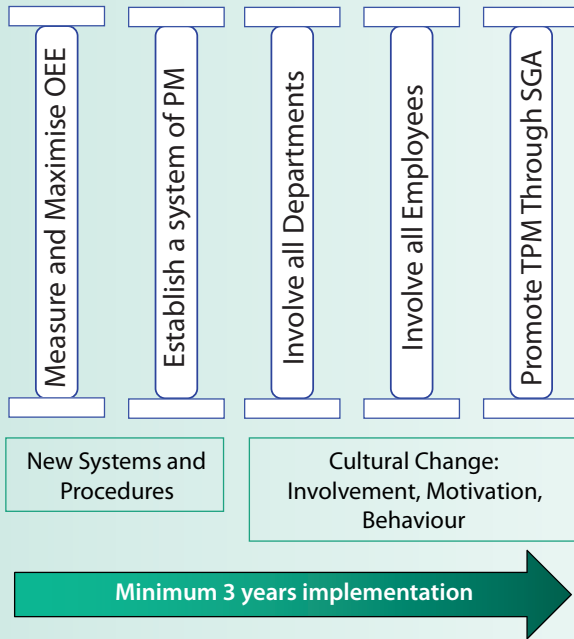 Measure and Maximise OEE
Establish a system of PM
Involve all Departments
Involve all Employees
Promote TPM Through SGA
New Systems and
Procedures
Cultural Change:
Involvement, Motivation,
Behaviour
Minimum 3 years implementation